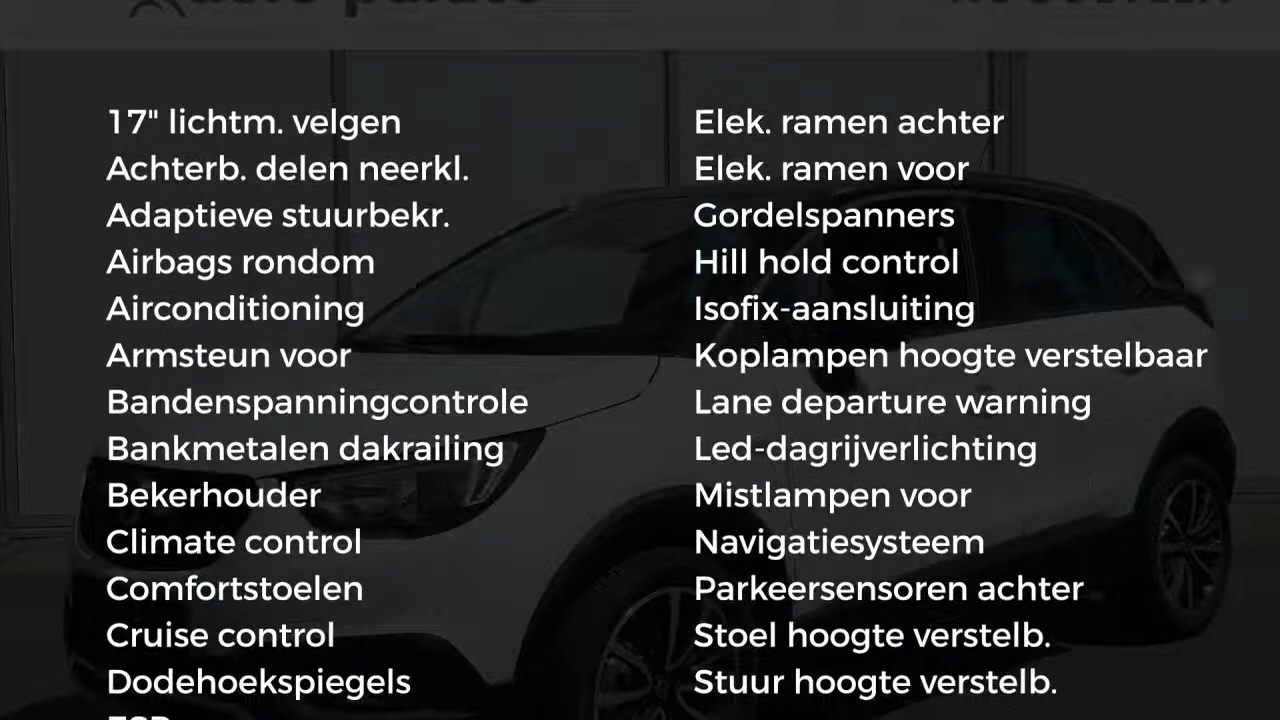 17" lichtm. velgen
Achterb. delen neerkl.
Adaptieve stuurbekr.
Airbags rondom
Airconditioning
Armsteun voor
Bandenspanningcontrole
Bankmetalen dakrailing
Bekerhouder
Climate control
Comfortstoelen
Cruise control
Dodehoekspiegels
Elek. ramen achter
Elek. ramen voor
Gordelspanners
Hill hold control
Isofix-aansluiting
Koplampen hoogte verstelbaar
Lane departure warning
Led-dagrijverlichting
Mistlampen voor
Navigatiesysteem
Parkeersensoren achter
Stoel hoogte verstelb.
Stuur hoogte verstelb.